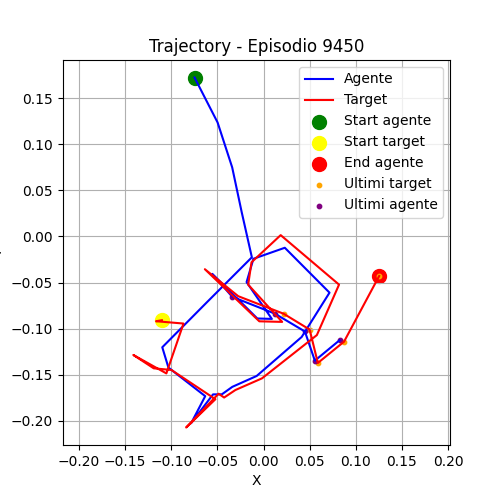 Trajectory - Episodio 9450
Agente
Target
Start agente
Start target
End agente
Ultimi target
Ultimi agente
0.15
0.10
0.05
0.00
−0.05
−0.10
−0.15
−0.20
−0.20 −0.15 −0.10 −0.05 0.00 0.05 0.10 0.15 0.20
X